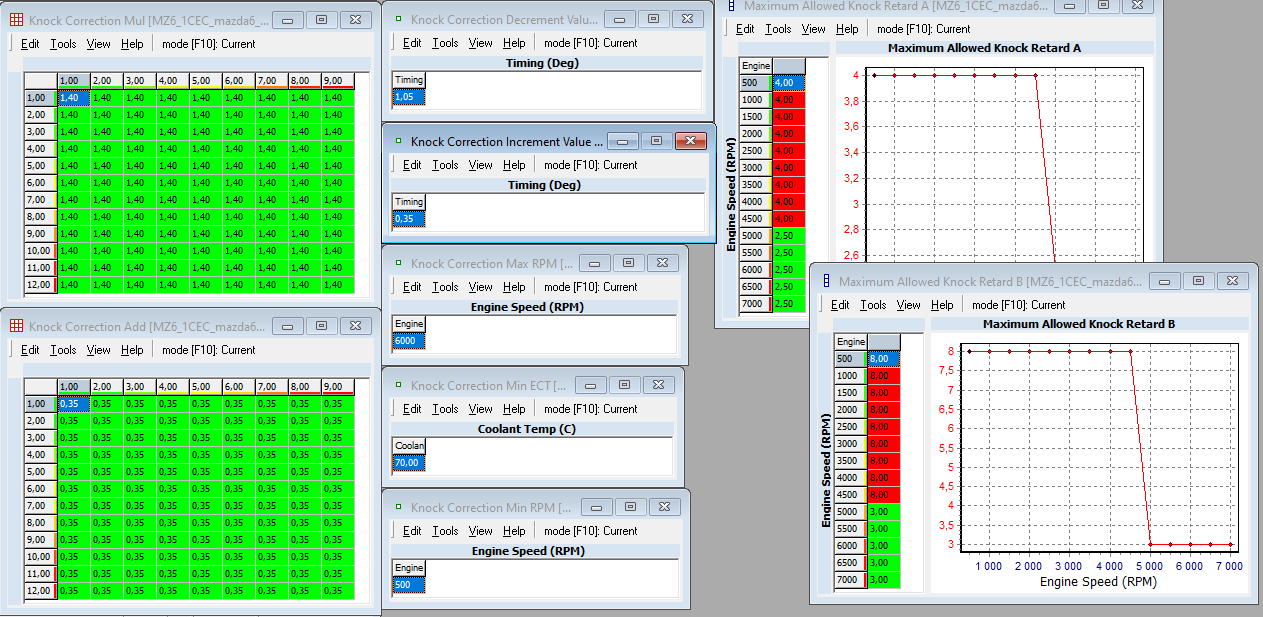 Knock Correction Mul [MZ6_1CEC_mazda6_...
Edit Tools View Help mode [F10]: Current
1,00 2,00 3,00 4,00 5,00 6,00 7,00 8,00 9,00
1,00 1,40 1,40 1,40 1,40 1,40 1,40 1,40 1,40 1,40
2,00 1,40 1,40 1,40 1,40 1,40 1,40 1,40 1,40 1,40
3,00 1,40 1,40 1,40 1,40 1,40 1,40 1,40 1,40 1,40
4,00 1,40 1,40 1,40 1,40 1,40 1,40 1,40 1,40 1,40
5,00 1,40 1,40 1,40 1,40 1,40 1,40 1,40 1,40 1,40
6,00 1,40 1,40 1,40 1,40 1,40 1,40 1,40 1,40 1,40
7,00 1,40 1,40 1,40 1,40 1,40 1,40 1,40 1,40 1,40
8,00 1,40 1,40 1,40 1,40 1,40 1,40 1,40 1,40 1,40
9,00 1,40 1,40 1,40 1,40 1,40 1,40 1,40 1,40 1,40
10,00 1,40 1,40 1,40 1,40 1,40 1,40 1,40 1,40 1,40
11,00 1,40 1,40 1,40 1,40 1,40 1,40 1,40 1,40 1,40
12,00 1,40 1,40 1,40 1,40 1,40 1,40 1,40 1,40 1,40
Knock Correction Add [MZ6_1CEC_mazda6...
Edit Tools View Help mode [F10]: Current
1,00 2,00 3,00 4,00 5,00 6,00 7,00 8,00 9,00
1,00 0,35 0,35 0,35 0,35 0,35 0,35 0,35 0,35 0,35
2,00 0,35 0,35 0,35 0,35 0,35 0,35 0,35 0,35 0,35
3,00 0,35 0,35 0,35 0,35 0,35 0,35 0,35 0,35 0,35
4,00 0,35 0,35 0,35 0,35 0,35 0,35 0,35 0,35 0,35
5,00 0,35 0,35 0,35 0,35 0,35 0,35 0,35 0,35 0,35
6,00 0,35 0,35 0,35 0,35 0,35 0,35 0,35 0,35 0,35
7,00 0,35 0,35 0,35 0,35 0,35 0,35 0,35 0,35 0,35
8,00 0,35 0,35 0,35 0,35 0,35 0,35 0,35 0,35 0,35
9,00 0,35 0,35 0,35 0,35 0,35 0,35 0,35 0,35 0,35
10,00 0,35 0,35 0,35 0,35 0,35 0,35 0,35 0,35 0,35
11,00 0,35 0,35 0,35 0,35 0,35 0,35 0,35 0,35 0,35
12,00 0,35 0,35 0,35 0,35 0,35 0,35 0,35 0,35 0,35
Knock Correction Decrement Valu...
Edit Tools View Help mode [F10]: Current
Timing (Deg)
Timing
1,05
Knock Correction Increment Value ...
Edit Tools View Help mode [F10]: Current
Timing (Deg)
Timing
0,35
Knock Correction Max RPM [...
Edit Tools View Help mode [F10]: Current
Engine Speed (RPM)
Engine
6000
Knock Correction Min ECT [...
Edit Tools View Help mode [F10]: Current
Coolant Temp (C)
Coolan
70,00
Knock Correction Min RPM [...
Edit Tools View Help mode [F10]: Current
Engine Speed (RPM)
Engine
500
Maximum Allowed Knock Retard A [MZ6_1CEC_mazda6...
Edit Tools View Help mode [F10]: Current
Maximum Allowed Knock Retard A
Engine
Engine Speed (RPM)
500 4,00
1000 4,00
1500 4,00
2000 4,00
2500 4,00
3000 4,00
3500 4,00
4000 4,00
4500 4,00
5000 2,50
5500 2,50
6000 2,50
6500 2,50
7000 2,50
4
3,8
3,6
3,4
3,2
3
2,8
2,6
Maximum Allowed Knock Retard B [MZ6_1CEC_mazda6...
Edit Tools View Help mode [F10]: Current
Maximum Allowed Knock Retard B
Engine
Engine Speed (RPM)
500 8,00
1000 8,00
1500 8,00
2000 8,00
2500 8,00
3000 8,00
3500 8,00
4000 8,00
4500 8,00
5000 3,00
5500 3,00
6000 3,00
6500 3,00
7000 3,00
8
7,5
7
6,5
6
5,5
5
4,5
4
3,5
3
1 000 2 000 3 000 4 000 5 000 6 000 7 000
Engine Speed (RPM)